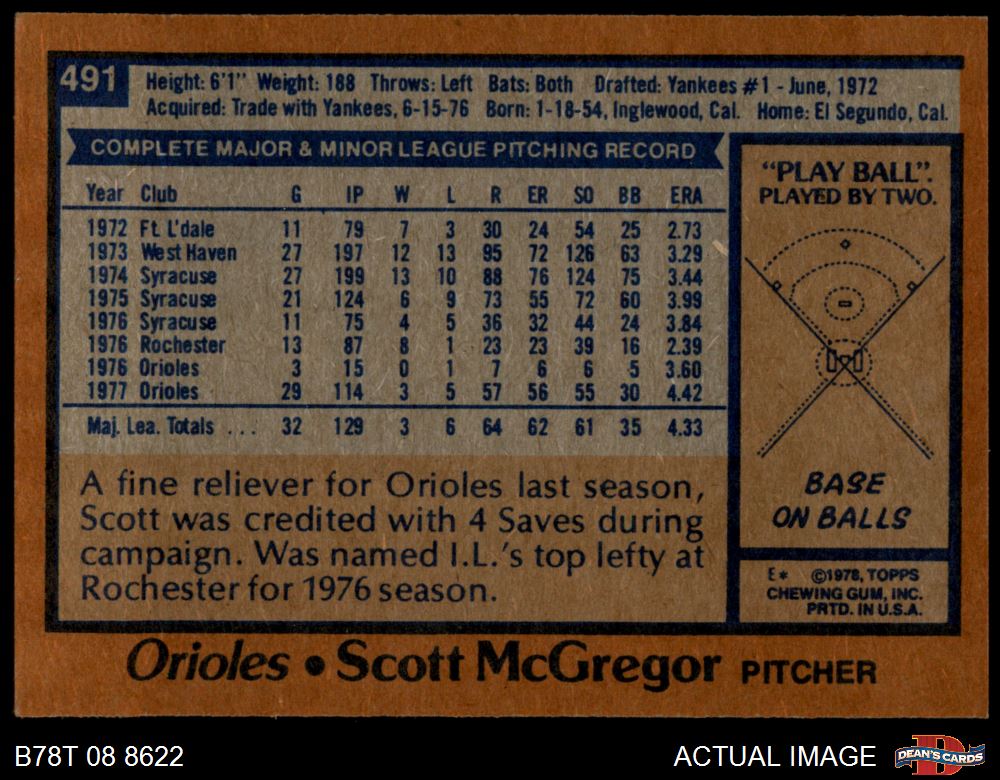 491
Height: 6'1" Weight: 188 Throws: Left Bats: Both Drafted: Yankees #1 - June, 1972
Acquired: Trade with Yankees, 6-15-76 Born: 1-18-54, Inglewood, Cal. Home: El Segundo, Cal.
COMPLETE MAJOR & MINOR LEAGUE PITCHING RECORD
Year Club G IP W L R ER SO BB ERA
1972 Ft. L'dale 11 79 7 3 30 24 54 25 2.73
1973 West Haven 27 197 12 13 95 72 126 63 3.29
1974 Syracuse 27 199 13 10 88 76 124 75 3.44
1975 Syracuse 21 124 6 9 73 55 72 60 3.99
1976 Syracuse 11 75 4 5 36 32 44 24 3.84
1976 Rochester 13 87 8 1 23 23 39 16 2.39
1976 Orioles 3 15 0 1 7 6 6 5 3.60
1977 Orioles 29 114 3 5 57 56 55 30 4.42
Maj. Lea. Totals ... 32 129 3 6 64 62 61 35 4.33
A fine reliever for Orioles last season,
Scott was credited with 4 Saves during
campaign. Was named I.L.'s top lefty at
Rochester for 1976 season.
"PLAY BALL".
PLAYED BY TWO.
BASE
ON BALLS
E* ©1978, TOPPS
CHEWING GUM, INC.
PRTD. IN U.S.A.
Orioles • Scott McGregor PITCHER
B78T 08 8622
ACTUAL IMAGE
D
DEAN'S CARDS